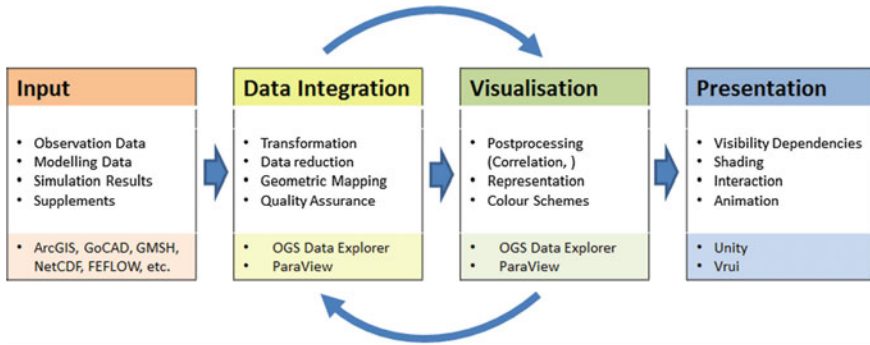 Input
• Observation Data
• Modelling Data
• Simulation Results
• Supplements
• ArcGIS, GoCAD, GMSH,
NetCDF, FEFLOW, etc.
Data Integration
• Transformation
• Data reduction
• Geometric Mapping
• Quality Assurance
• OGS Data Explorer
• ParaView
Visualisation
• Postprocessing
(Correlation, )
• Representation
• Colour Schemes
• OGS Data Explorer
• ParaView
Presentation
• Visibility Dependencies
• Shading
• Interaction
• Animation
• Unity
• Vrui